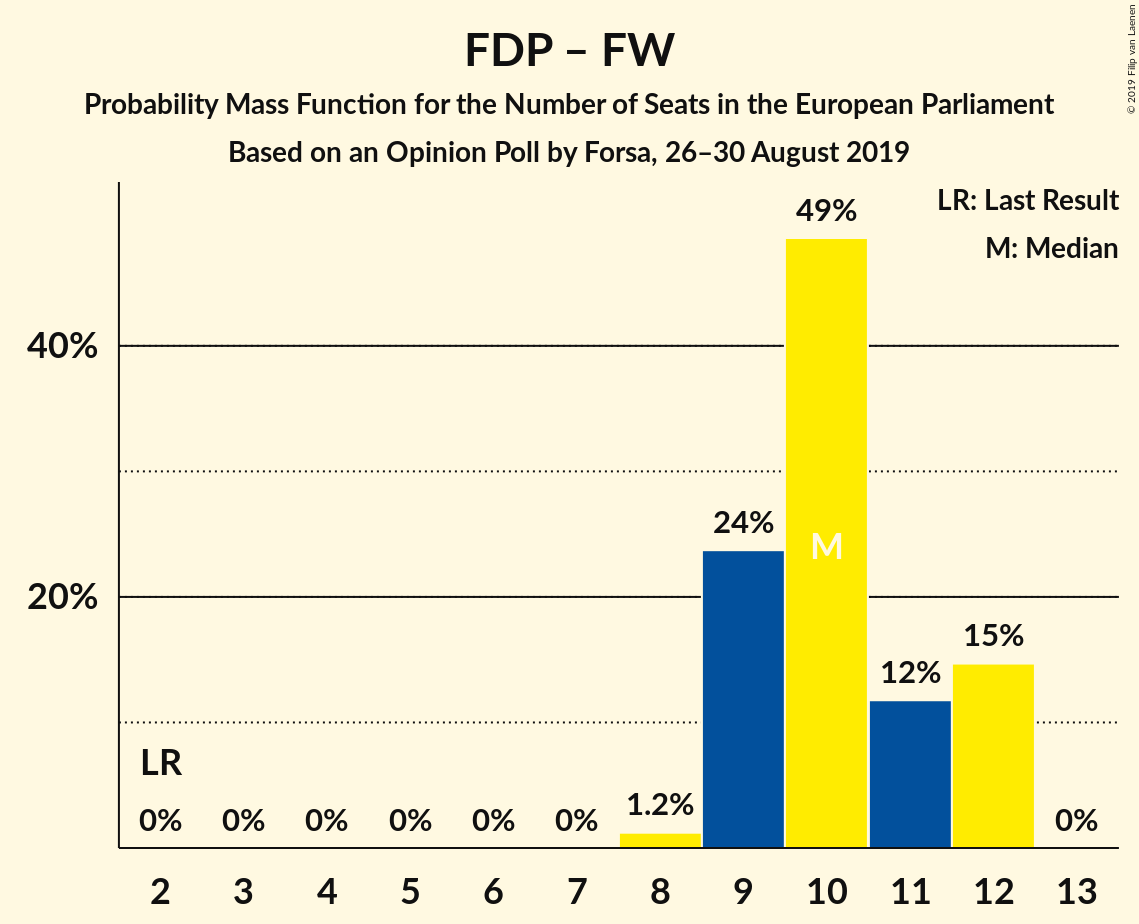 FDP – FW
Probability Mass Function for the Number of Seats in the European Parliament
Based on an Opinion Poll by Forsa, 26–30 August 2019
© 2019 Filip van Laenen
LR: Last Result
M: Median
49%
40%
24%
M
20%
15%
12%
LR
1.2%
0% 0% 0% 0% 0% 0% 0%
2 3 4 5 6 7 8 9 10 11 12 13